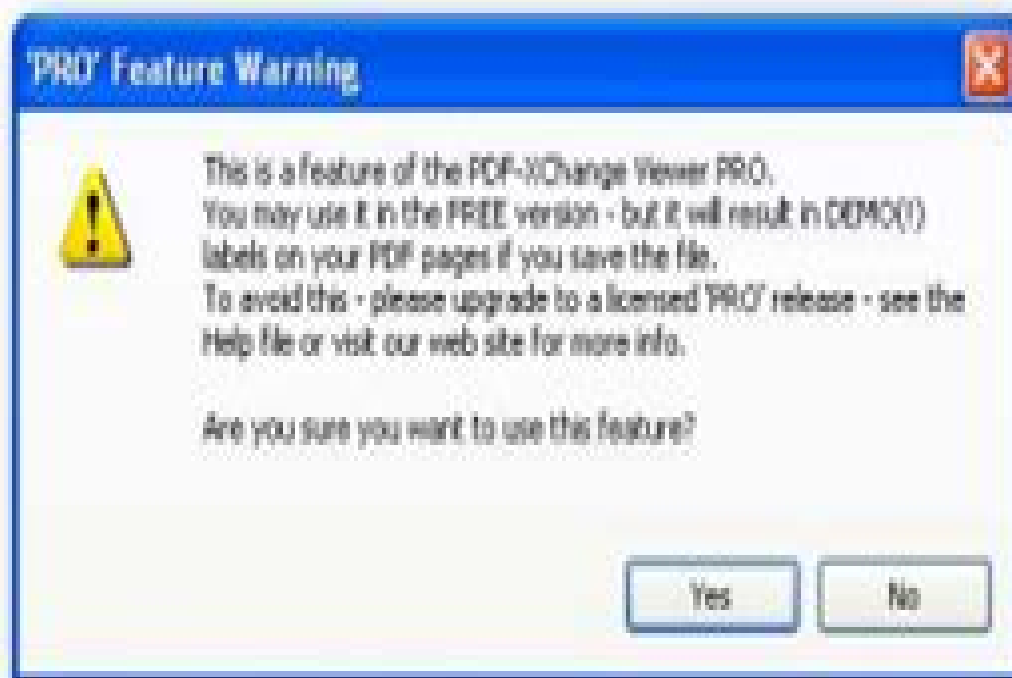 'PRO' Feature Warning
This is a feature of the PDF-XChange Viewer PRO.
You may use it in the FREE version - but it will result in DEMO(!)
labels on your PDF pages if you save the file.
To avoid this - please upgrade to a licensed 'PRO' release - see the
Help file or visit our web site for more info.
Are you sure you want to use this feature?
Yes
No